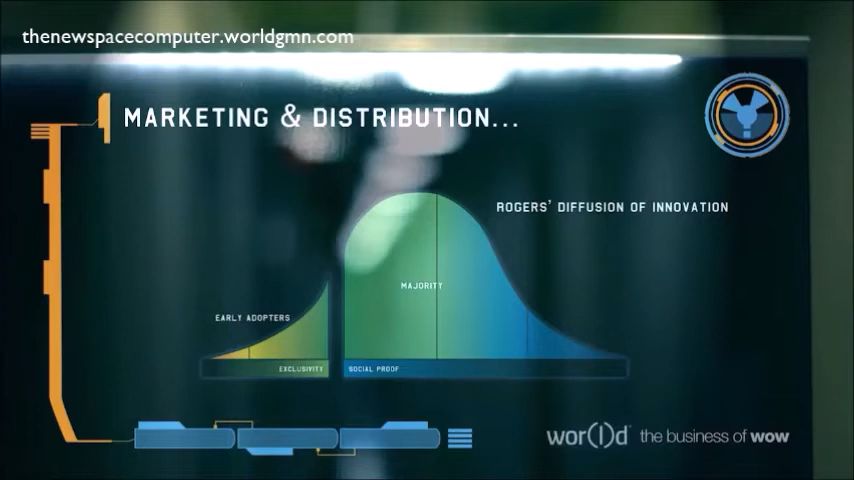 thenewspacecomputer.worldgmn.com
MARKETING & DISTRIBUTION...
ROGERS' DIFFUSION OF INNOVATION
MAJORITY
EARLY ADOPTERS
EXCLUSIVITY
SOCIAL PROOF
wor(l)d the business of wow